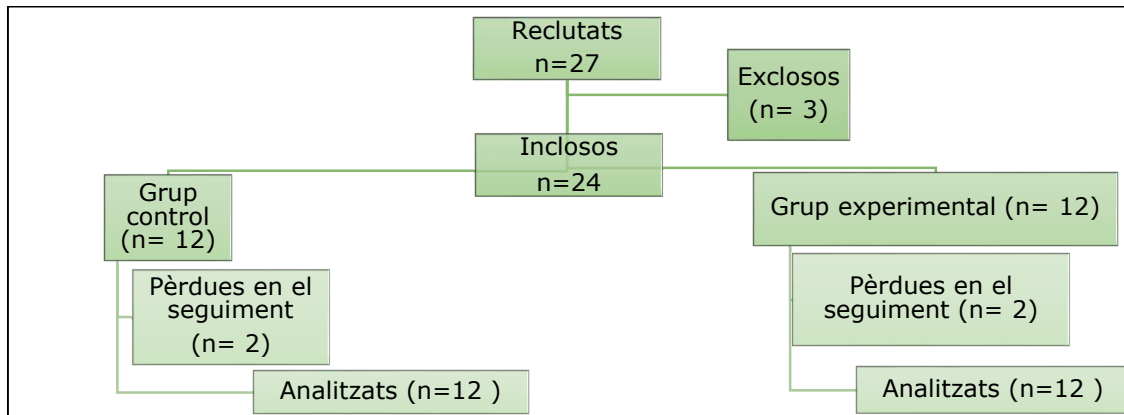 Reclutats
n=27
Exclosos
(n= 3)
Inclosos
n=24
Grup
control
(n= 12)
Grup experimental (n= 12)
Pèrdues en el
seguiment
(n= 2)
Pèrdues en el
seguiment (n= 2)
Analitzats (n=12 )
Analitzats (n=12 )